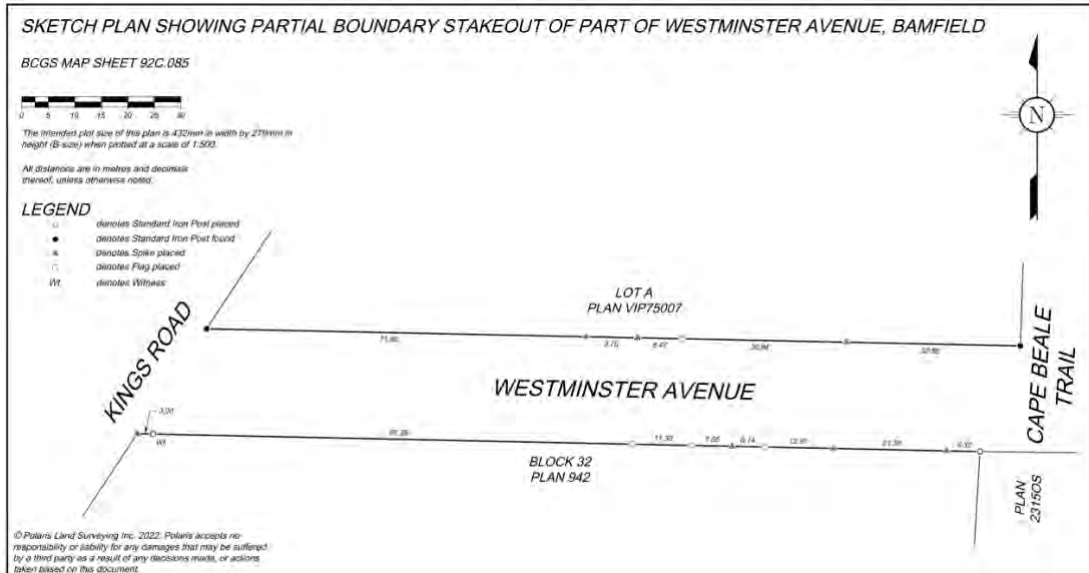 SKETCH PLAN SHOWING PARTIAL BOUNDARY STAKEOUT OF PART OF WESTMINSTER AVENUE, BAMFIELD
BCGS MAP SHEET 92C.085
0 5 10 15 20 25 30
The intended plot size of this plan is 432mm in width by 279mm in
height (B-size) when plotted at a scale of 1:500.
All distances are in metres and decimals
thereof, unless otherwise noted.
LEGEND
denotes Standard Iron Post placed
denotes Standard Iron Post found
denotes Spike placed
denotes Flag placed
Wt. denotes Witness
N
LOT A
PLAN VIP75007
KINGS ROAD
WESTMINSTER AVENUE
CAPE BEALE
TRAIL
3.00
Wt.
BLOCK 32
PLAN 942
PLAN
2315OS
© Polaris Land Surveying Inc. 2022. Polaris accepts no
responsibility or liability for any damages that may be suffered
by a third party as a result of any decisions made, or actions
taken based on this document.